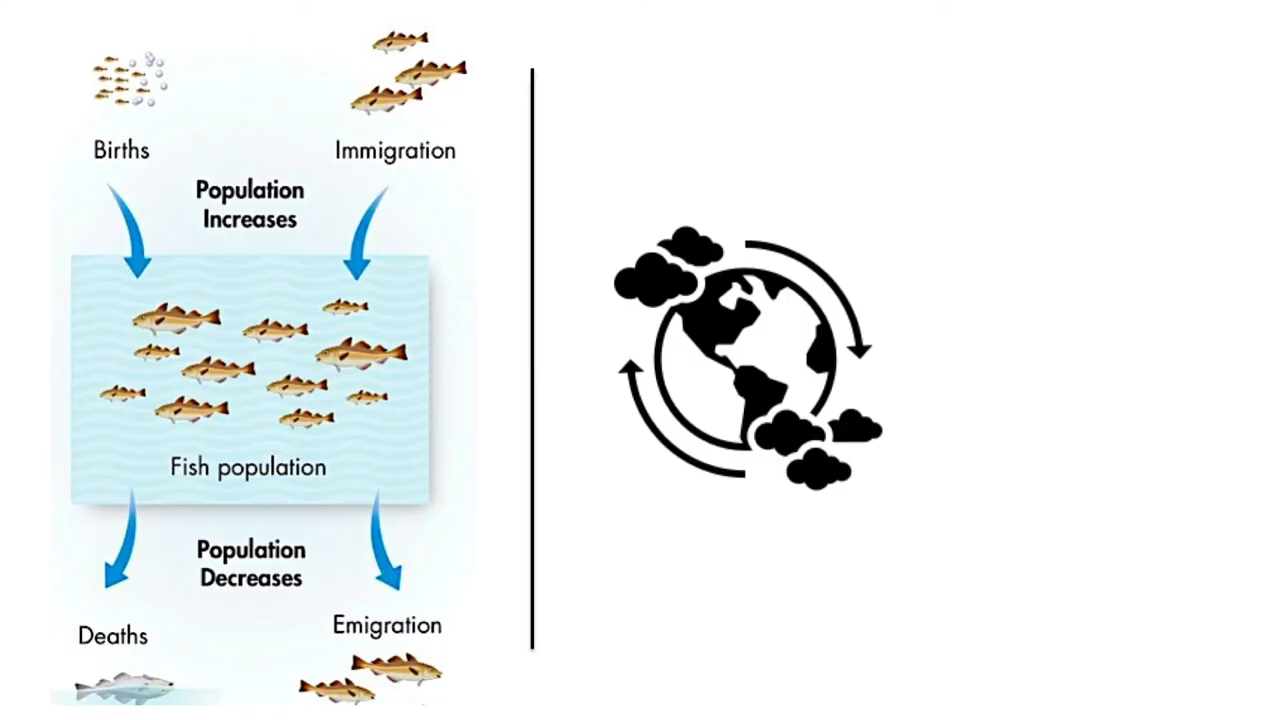 Births
Immigration
Population
Increases
Fish population
Population
Decreases
Deaths
Emigration